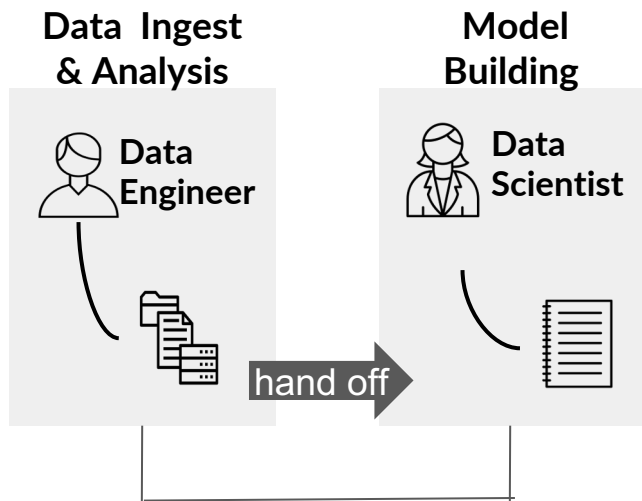 Data Ingest
& Analysis
Data
Engineer
hand off
Model
Building
Data
Scientist